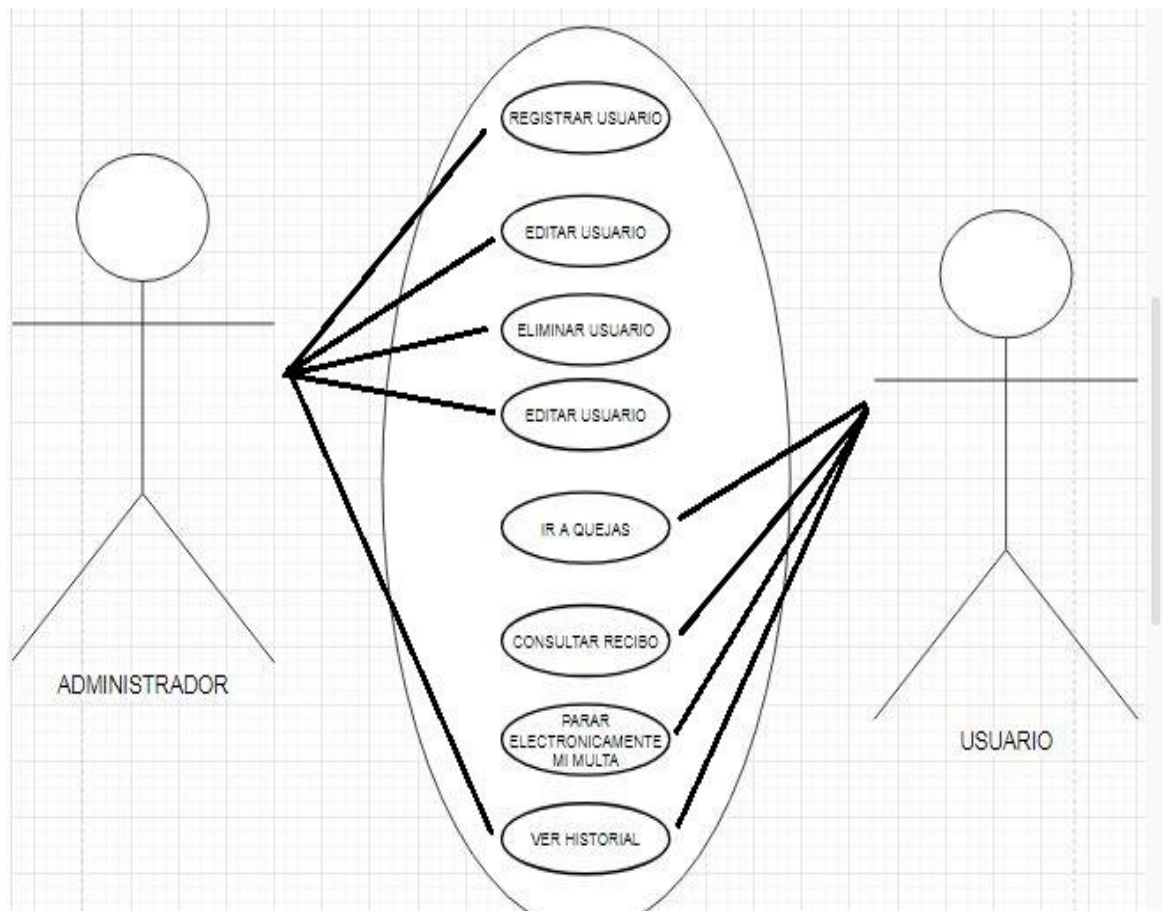 REGISTRAR USUARIO
EDITAR USUARIO
ELIMINAR USUARIO
EDITAR USUARIO
IR A QUEJAS
CONSULTAR RECIBO
PARAR
ELECTRONICAMENTE
MI MULTA
VER HISTORIAL
ADMINISTRADOR
USUARIO